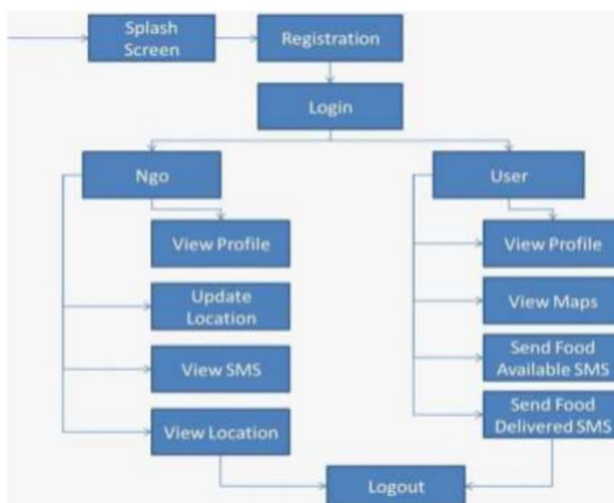 Splash
Screen
Registration
Login
Ngo
User
View Profile
Update
Location
View SMS
View Location
View Profile
View Maps
Send Food
Available SMS
Send Food
Delivered SMS
Logout